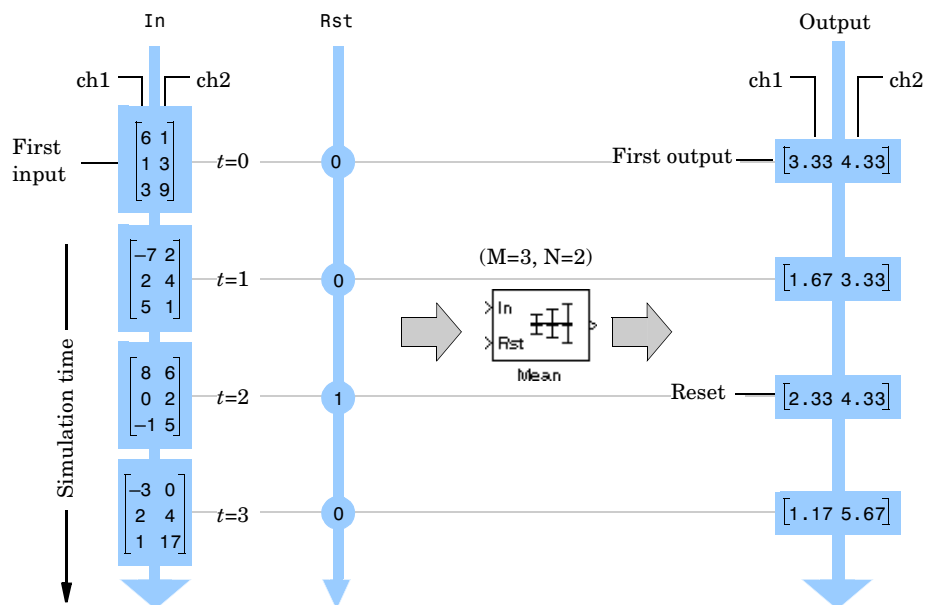 In Rst Output
ch1 ch2 ch1 ch2
First input
6 1
1 3
3 9
t=0
0
First output
3.33 4.33
−7 2
2 4
5 1
t=1
0
(M=3, N=2)
In
Rst
Mean
1.67 3.33
Simulation time
8 6
0 2
−1 5
t=2
1
Reset
2.33 4.33
−3 0
2 4
1 17
t=3
0
1.17 5.67